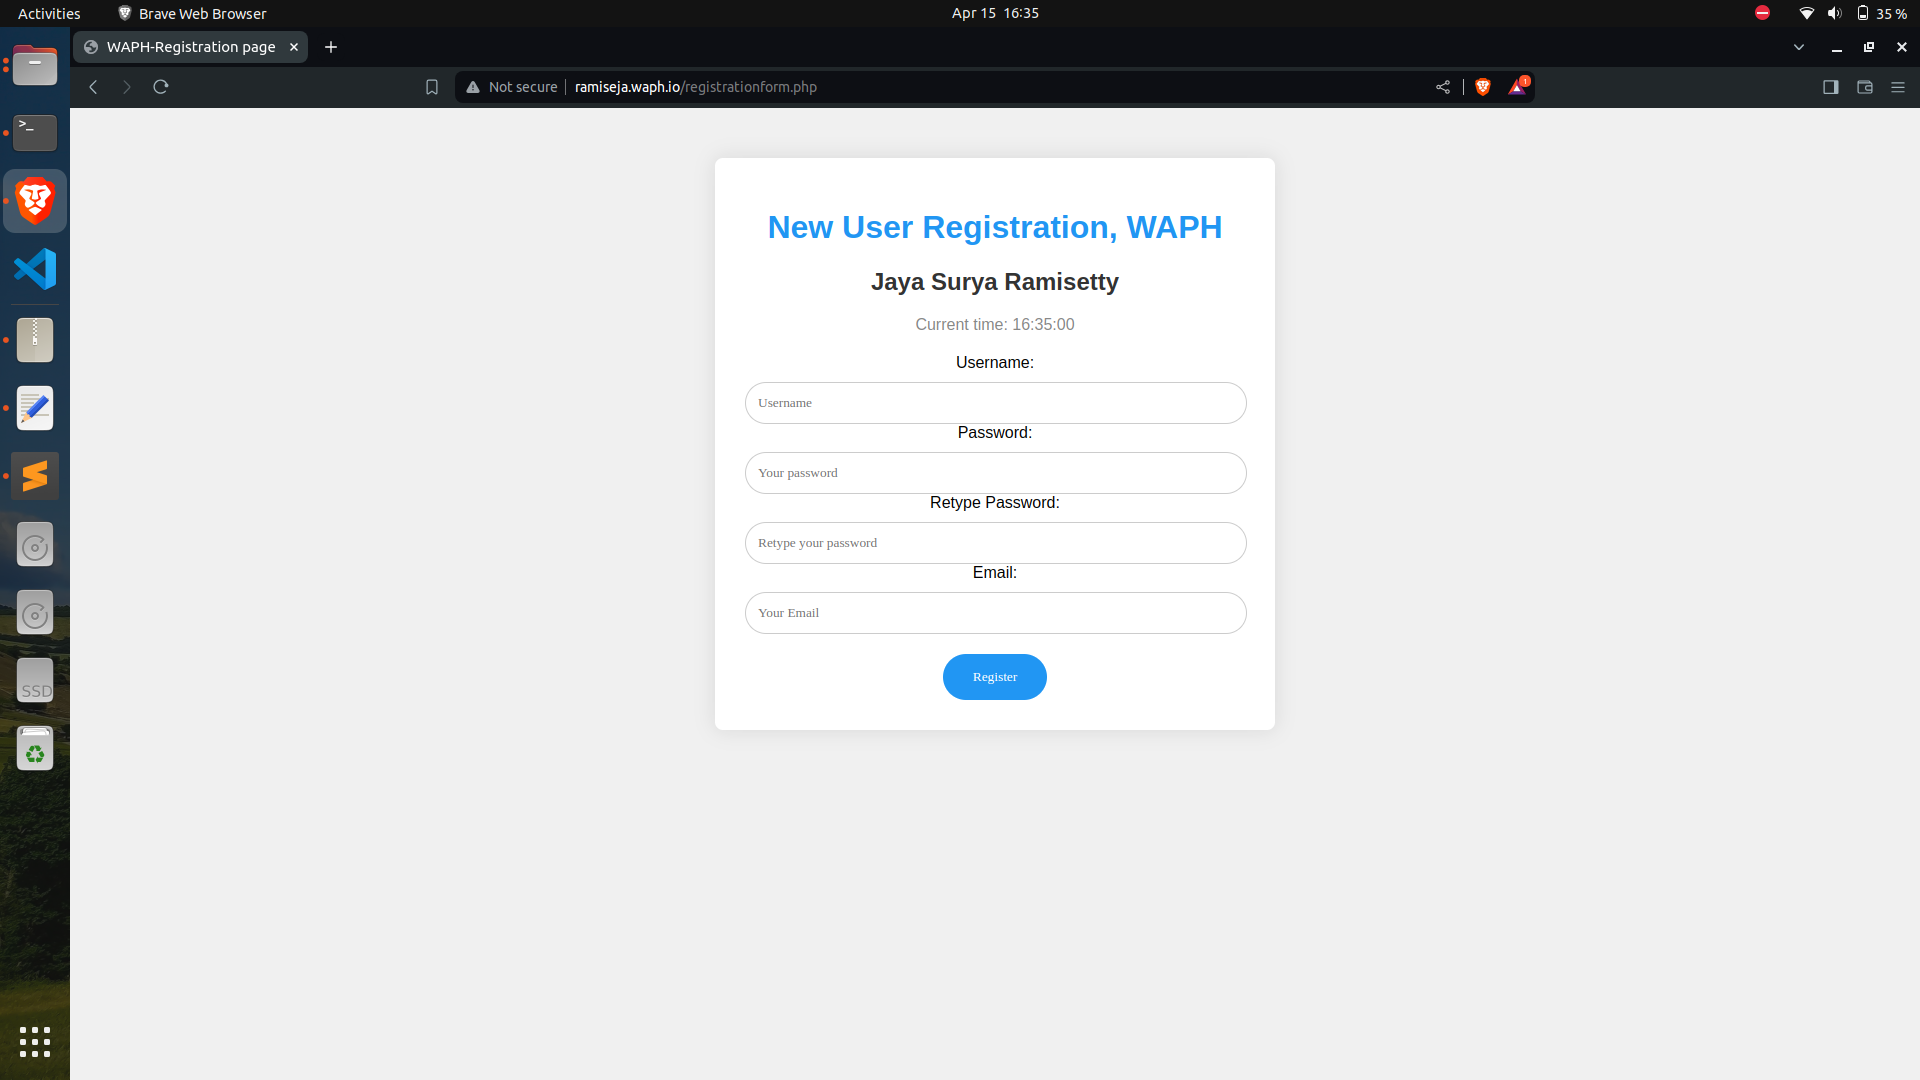 Activities
Brave Web Browser
Apr 15 16:35
35 %
WAPH-Registration page
Not secure
ramiseja.waph.io/registrationform.php
1
>_
New User Registration, WAPH
Jaya Surya Ramisetty
Current time: 16:35:00
Username:
Username
Password:
Your password
Retype Password:
Retype your password
Email:
Your Email
Register
SSD